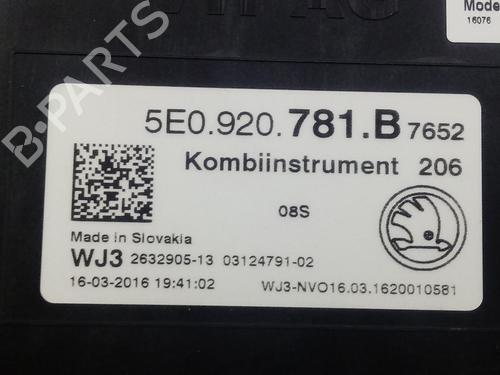 Mode
16076
5E0.920.781.B 7652
Kombiinstrument 206
08S
Made in Slovakia
WJ3 2632905-13 03124791-02
16-03-2016 19:41:02 WJ3-NVO16.03.1620010581